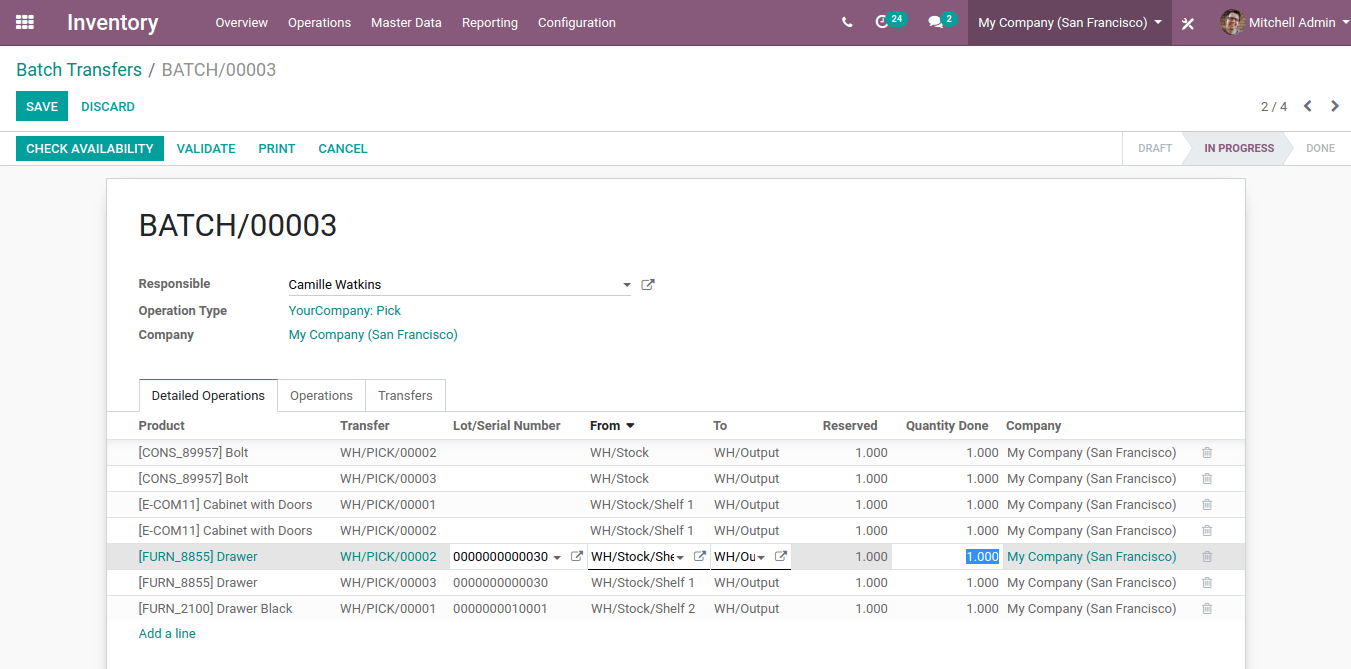 Inventory Overview Operations Master Data Reporting Configuration 24 2 My Company (San Francisco) Mitchell Admin
Batch Transfers / BATCH/00003
SAVE DISCARD 2 / 4
CHECK AVAILABILITY VALIDATE PRINT CANCEL DRAFT IN PROGRESS DONE
BATCH/00003
Responsible Camille Watkins
Operation Type YourCompany: Pick
Company My Company (San Francisco)
Detailed Operations Operations Transfers
Product Transfer Lot/Serial Number From To Reserved Quantity Done Company
[CONS_89957] Bolt WH/PICK/00002 WH/Stock WH/Output 1.000 1.000 My Company (San Francisco)
[CONS_89957] Bolt WH/PICK/00003 WH/Stock WH/Output 1.000 1.000 My Company (San Francisco)
[E-COM11] Cabinet with Doors WH/PICK/00001 WH/Stock/Shelf 1 WH/Output 1.000 1.000 My Company (San Francisco)
[E-COM11] Cabinet with Doors WH/PICK/00002 WH/Stock/Shelf 1 WH/Output 1.000 1.000 My Company (San Francisco)
[FURN_8855] Drawer WH/PICK/00002 0000000000030 WH/Stock/She WH/Ou 1.000 1.000 My Company (San Francisco)
[FURN_8855] Drawer WH/PICK/00003 0000000000030 WH/Stock/Shelf 1 WH/Output 1.000 1.000 My Company (San Francisco)
[FURN_2100] Drawer Black WH/PICK/00001 0000000010001 WH/Stock/Shelf 2 WH/Output 1.000 1.000 My Company (San Francisco)
Add a line